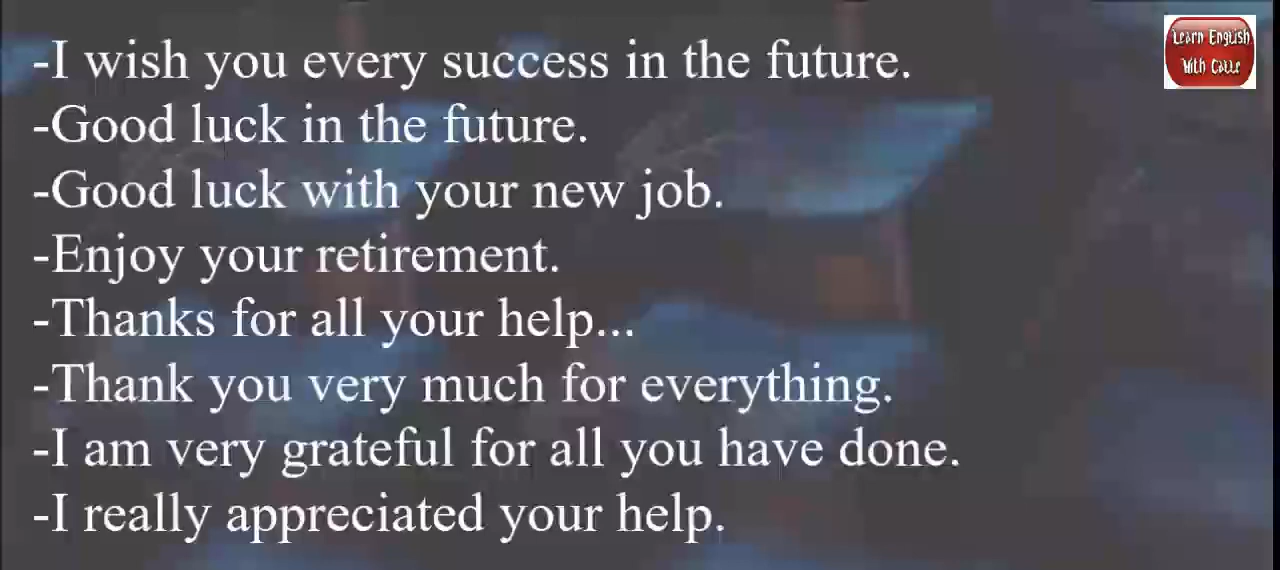 -I wish you every success in the future.
-Good luck in the future.
-Good luck with your new job.
-Enjoy your retirement.
-Thanks for all your help...
-Thank you very much for everything.
-I am very grateful for all you have done.
-I really appreciated your help.
Learn English
With